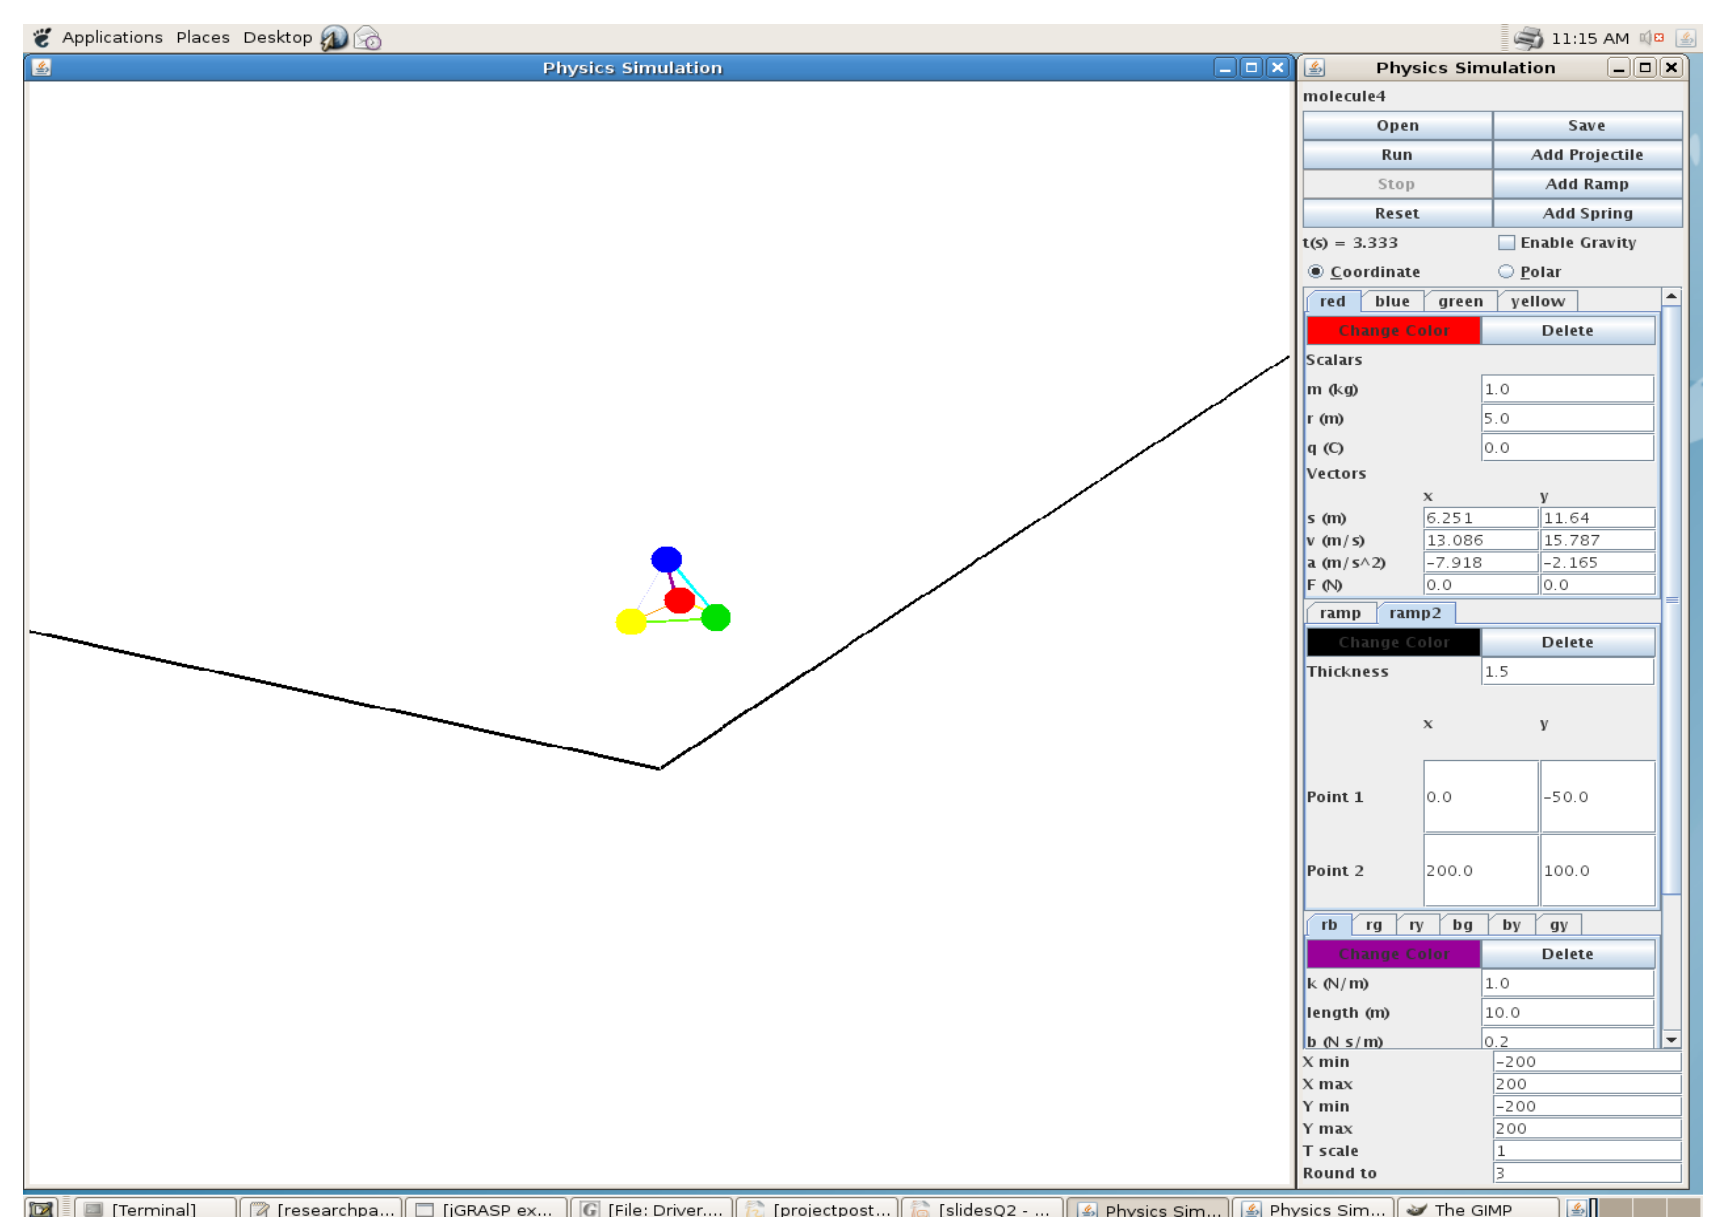 Applications Places Desktop 11:15 AM
Physics Simulation
Physics Simulation
molecule4
Open Save
Run Add Projectile
Stop Add Ramp
Reset Add Spring
t(s) = 3.333 Enable Gravity
Coordinate Polar
red blue green yellow
Change Color Delete
Scalars
m (kg) 1.0
r (m) 5.0
q (C) 0.0
Vectors
x y
s (m) 6.251 11.64
v (m/s) 13.086 15.787
a (m/s^2) -7.918 -2.165
F (N) 0.0 0.0
ramp ramp2
Change Color Delete
Thickness 1.5
x y
Point 1 0.0 -50.0
Point 2 200.0 100.0
rb rg ry bg by gy
Change Color Delete
k (N/m) 1.0
length (m) 10.0
b (N s/m) 0.2
X min -200
X max 200
Y min -200
Y max 200
T scale 1
Round to 3
[Terminal] [researchpa... [jGRASP ex... [File: Driver.... [projectpost... [slidesQ2 - ... Physics Sim... Physics Sim... The GIMP